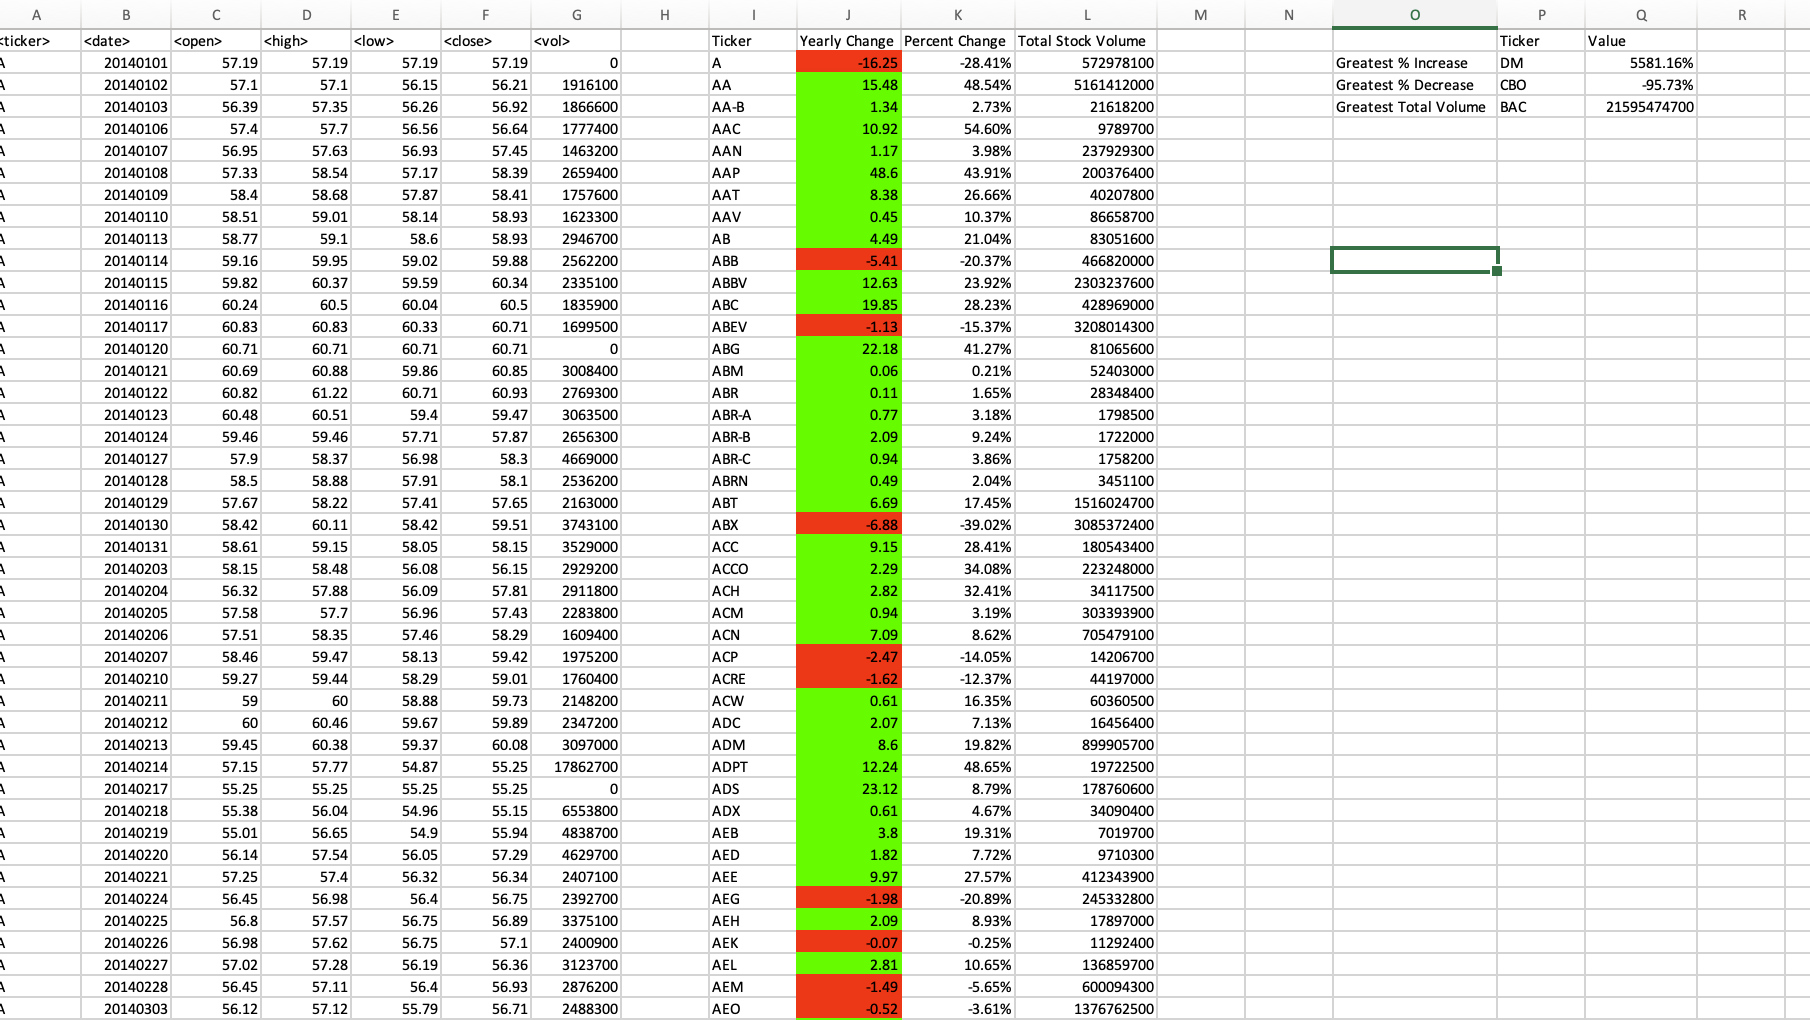 A B C D E F G H I J K L M N O P Q R
<ticker> <date> <open> <high> <low> <close> <vol> Ticker Yearly Change Percent Change Total Stock Volume Ticker Value
A 20140101 57.19 57.19 57.19 57.19 0 A -16.25 -28.41% 572978100 Greatest % Increase DM 5581.16%
A 20140102 57.1 57.1 56.15 56.21 1916100 AA 15.48 48.54% 5161412000 Greatest % Decrease CBO -95.73%
A 20140103 56.39 57.35 56.26 56.92 1866600 AA-B 1.34 2.73% 21618200 Greatest Total Volume BAC 21595474700
A 20140106 57.4 57.7 56.56 56.64 1777400 AAC 10.92 54.60% 9789700
A 20140107 56.95 57.63 56.93 57.45 1463200 AAN 1.17 3.98% 237929300
A 20140108 57.33 58.54 57.17 58.39 2659400 AAP 48.6 43.91% 200376400
A 20140109 58.4 58.68 57.87 58.41 1757600 AAT 8.38 26.66% 40207800
A 20140110 58.51 59.01 58.14 58.93 1623300 AAV 0.45 10.37% 86658700
A 20140113 58.77 59.1 58.6 58.93 2946700 AB 4.49 21.04% 83051600
A 20140114 59.16 59.95 59.02 59.88 2562200 ABB -5.41 -20.37% 466820000
A 20140115 59.82 60.37 59.59 60.34 2335100 ABBV 12.63 23.92% 2303237600
A 20140116 60.24 60.5 60.04 60.5 1835900 ABC 19.85 28.23% 428969000
A 20140117 60.83 60.83 60.33 60.71 1699500 ABEV -1.13 -15.37% 3208014300
A 20140120 60.71 60.71 60.71 60.71 0 ABG 22.18 41.27% 81065600
A 20140121 60.69 60.88 59.86 60.85 3008400 ABM 0.06 0.21% 52403000
A 20140122 60.82 61.22 60.71 60.93 2769300 ABR 0.11 1.65% 28348400
A 20140123 60.48 60.51 59.4 59.47 3063500 ABR-A 0.77 3.18% 1798500
A 20140124 59.46 59.46 57.71 57.87 2656300 ABR-B 2.09 9.24% 1722000
A 20140127 57.9 58.37 56.98 58.3 4669000 ABR-C 0.94 3.86% 1758200
A 20140128 58.5 58.88 57.91 58.1 2536200 ABRN 0.49 2.04% 3451100
A 20140129 57.67 58.22 57.41 57.65 2163000 ABT 6.69 17.45% 1516024700
A 20140130 58.42 60.11 58.42 59.51 3743100 ABX -6.88 -39.02% 3085372400
A 20140131 58.61 59.15 58.05 58.15 3529000 ACC 9.15 28.41% 180543400
A 20140203 58.15 58.48 56.08 56.15 2929200 ACCO 2.29 34.08% 223248000
A 20140204 56.32 57.88 56.09 57.81 2911800 ACH 2.82 32.41% 34117500
A 20140205 57.58 57.7 56.96 57.43 2283800 ACM 0.94 3.19% 303393900
A 20140206 57.51 58.35 57.46 58.29 1609400 ACN 7.09 8.62% 705479100
A 20140207 58.46 59.47 58.13 59.42 1975200 ACP -2.47 -14.05% 14206700
A 20140210 59.27 59.44 58.29 59.01 1760400 ACRE -1.62 -12.37% 44197000
A 20140211 59 60 58.88 59.73 2148200 ACW 0.61 16.35% 60360500
A 20140212 60 60.46 59.67 59.89 2347200 ADC 2.07 7.13% 16456400
A 20140213 59.45 60.38 59.37 60.08 3097000 ADM 8.6 19.82% 899905700
A 20140214 57.15 57.77 54.87 55.25 17862700 ADPT 12.24 48.65% 19722500
A 20140217 55.25 55.25 55.25 55.25 0 ADS 23.12 8.79% 178760600
A 20140218 55.38 56.04 54.96 55.15 6553800 ADX 0.61 4.67% 34090400
A 20140219 55.01 56.65 54.9 55.94 4838700 AEB 3.8 19.31% 7019700
A 20140220 56.14 57.54 56.05 57.29 4629700 AED 1.82 7.72% 9710300
A 20140221 57.25 57.4 56.32 56.34 2407100 AEE 9.97 27.57% 412343900
A 20140224 56.45 56.98 56.4 56.75 2392700 AEG -1.98 -20.89% 245332800
A 20140225 56.8 57.57 56.75 56.89 3375100 AEH 2.09 8.93% 17897000
A 20140226 56.98 57.62 56.75 57.1 2400900 AEK -0.07 -0.25% 11292400
A 20140227 57.02 57.28 56.19 56.36 3123700 AEL 2.81 10.65% 136859700
A 20140228 56.45 57.11 56.4 56.93 2876200 AEM -1.49 -5.65% 600094300
A 20140303 56.12 57.12 55.79 56.71 2488300 AEO -0.52 -3.61% 1376762500